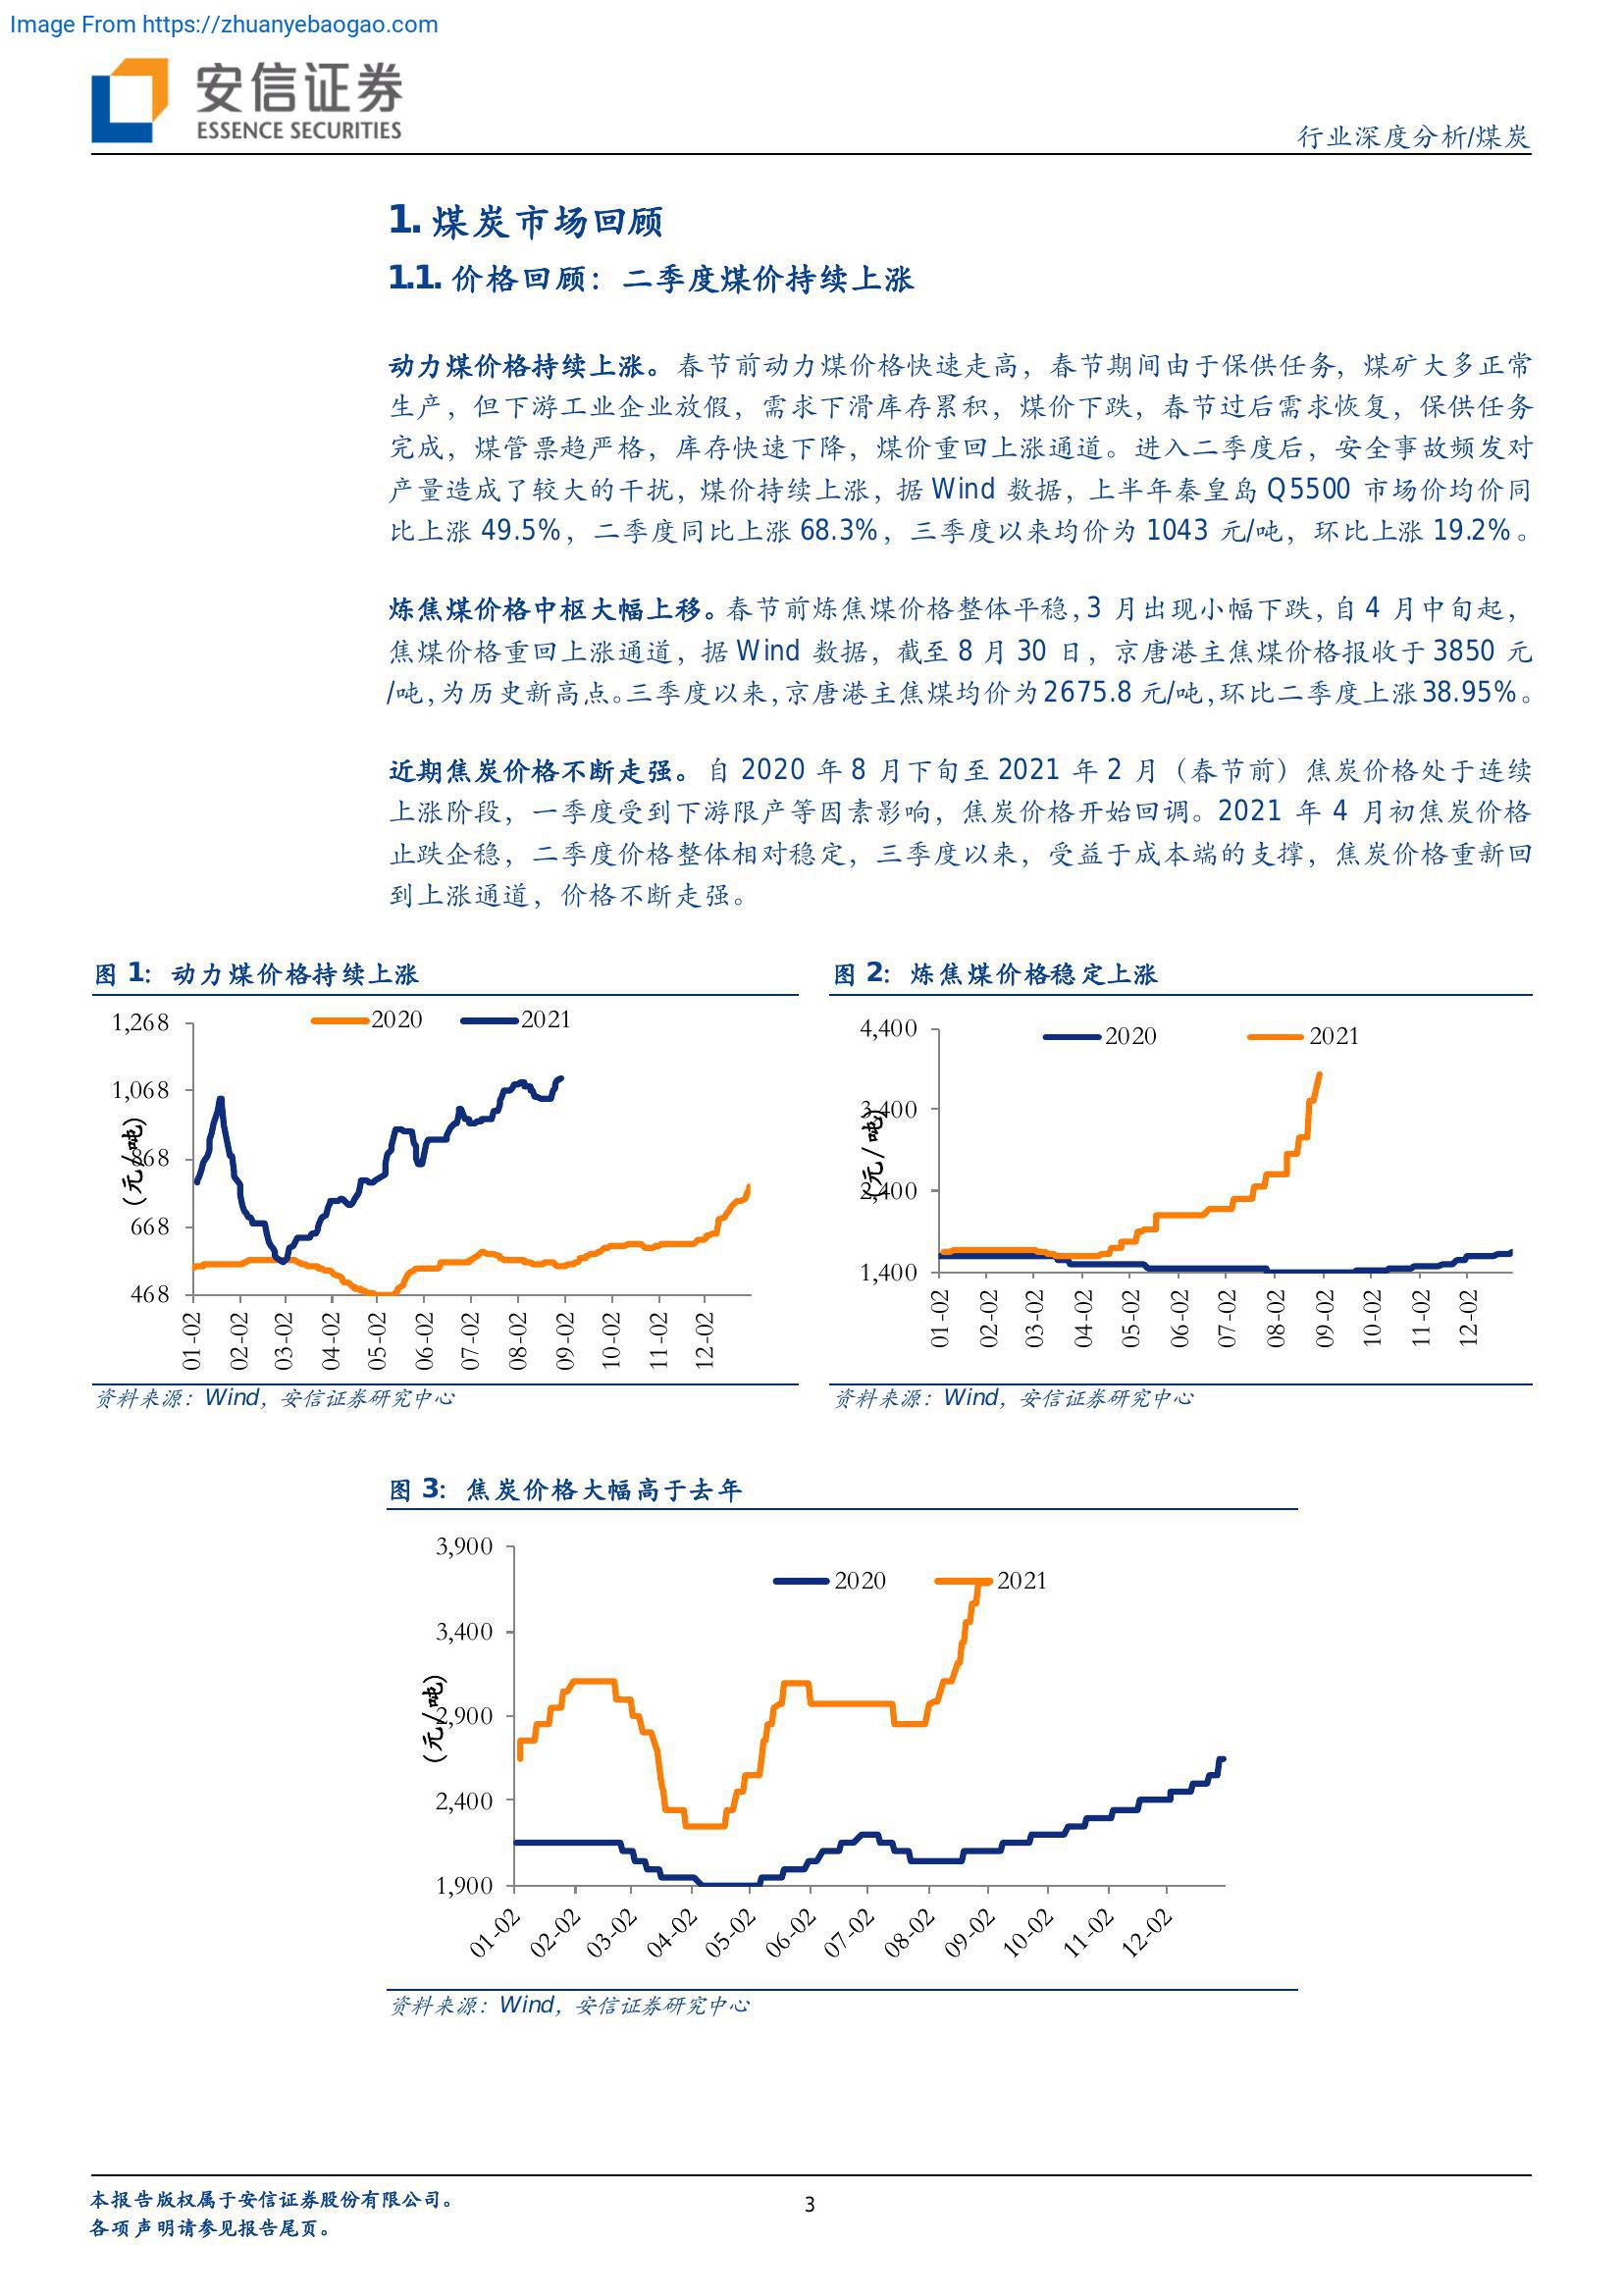 Image From https://zhuanyebaogao.com
安信证券
ESSENCE SECURITIES
行业深度分析/煤炭
1. 煤炭市场回顾
1.1. 价格回顾：二季度煤价持续上涨
动力煤价格持续上涨。春节前动力煤价格快速走高，春节期间由于保供任务，煤矿大多正常
生产，但下游工业企业放假，需求下滑库存累积，煤价下跌，春节过后需求恢复，保供任务
完成，煤管票趋严格，库存快速下降，煤价重回上涨通道。进入二季度后，安全事故频发对
产量造成了较大的干扰，煤价持续上涨，据 Wind 数据，上半年秦皇岛 Q5500 市场价均价同
比上涨 49.5%，二季度同比上涨 68.3%，三季度以来均价为 1043 元/吨，环比上涨 19.2%。
炼焦煤价格中枢大幅上移。春节前炼焦煤价格整体平稳，3 月出现小幅下跌，自 4 月中旬起，
焦煤价格重回上涨通道，据 Wind 数据，截至 8 月 30 日，京唐港主焦煤价格报收于 3850 元
/吨，为历史新高点。三季度以来，京唐港主焦煤均价为 2675.8 元/吨，环比二季度上涨 38.95%。
近期焦炭价格不断走强。自 2020 年 8 月下旬至 2021 年 2 月（春节前）焦炭价格处于连续
上涨阶段，一季度受到下游限产等因素影响，焦炭价格开始回调。2021 年 4 月初焦炭价格
止跌企稳，二季度价格整体相对稳定，三季度以来，受益于成本端的支撑，焦炭价格重新回
到上涨通道，价格不断走强。
图 1：动力煤价格持续上涨
2020 2021
1,268
1,068
868
668
468
（元/吨）
01-02 02-02 03-02 04-02 05-02 06-02 07-02 08-02 09-02 10-02 11-02 12-02
资料来源：Wind，安信证券研究中心
图 2：炼焦煤价格稳定上涨
2020 2021
4,400
3,400
2,400
1,400
（元/吨）
01-02 02-02 03-02 04-02 05-02 06-02 07-02 08-02 09-02 10-02 11-02 12-02
资料来源：Wind，安信证券研究中心
图 3：焦炭价格大幅高于去年
2020 2021
3,900
3,400
2,900
2,400
1,900
（元/吨）
01-02 02-02 03-02 04-02 05-02 06-02 07-02 08-02 09-02 10-02 11-02 12-02
资料来源：Wind，安信证券研究中心
本报告版权属于安信证券股份有限公司。
各项声明请参见报告尾页。
3